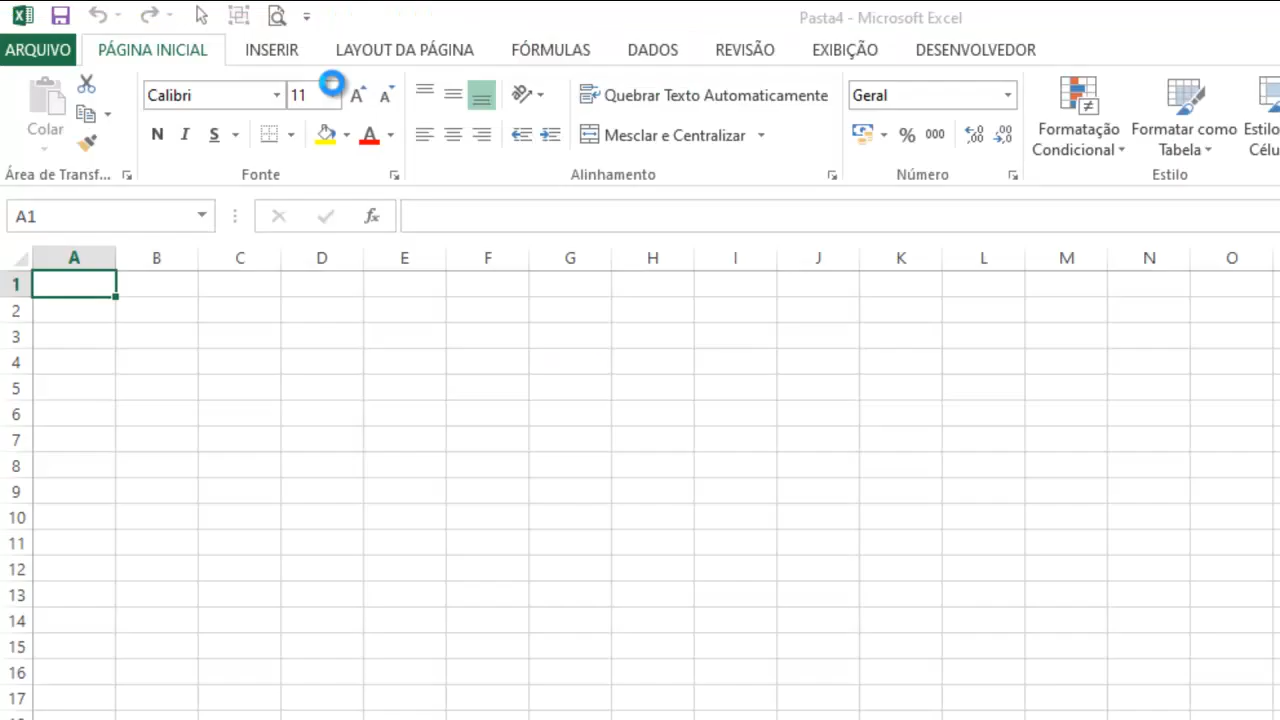 Pasta4 - Microsoft Excel
ARQUIVO PÁGINA INICIAL INSERIR LAYOUT DA PÁGINA FÓRMULAS DADOS REVISÃO EXIBIÇÃO DESENVOLVEDOR
Colar
Calibri 11
N I S
Quebrar Texto Automaticamente
Mesclar e Centralizar
Geral
% 000 ,00 ,00
Formatação Condicional
Formatar como Tabela
Estilo
Célu
Área de Transf... Fonte Alinhamento Número Estilo
A1 fx
A B C D E F G H I J K L M N O
1
2
3
4
5
6
7
8
9
10
11
12
13
14
15
16
17